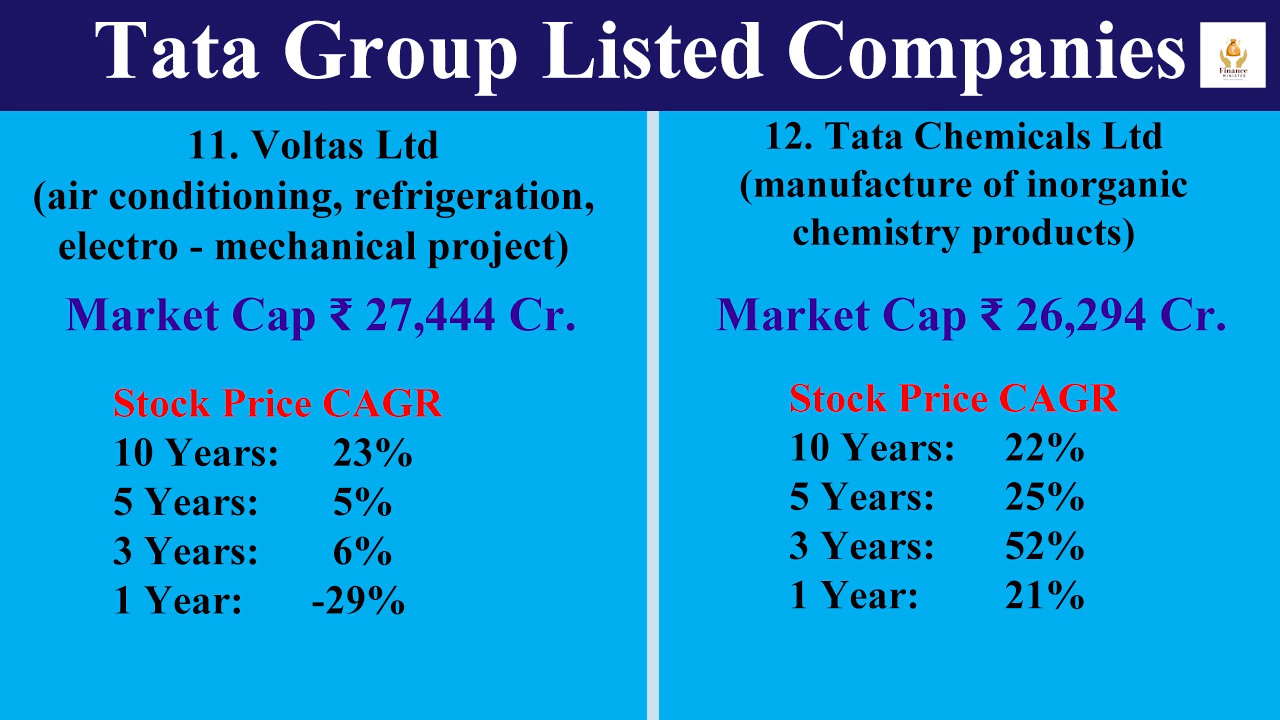 Tata Group Listed Companies
Finance
MINISTER
11. Voltas Ltd
(air conditioning, refrigeration,
electro - mechanical project)
Market Cap ₹ 27,444 Cr.
Stock Price CAGR
10 Years: 23%
5 Years: 5%
3 Years: 6%
1 Year: -29%
12. Tata Chemicals Ltd
(manufacture of inorganic
chemistry products)
Market Cap ₹ 26,294 Cr.
Stock Price CAGR
10 Years: 22%
5 Years: 25%
3 Years: 52%
1 Year: 21%